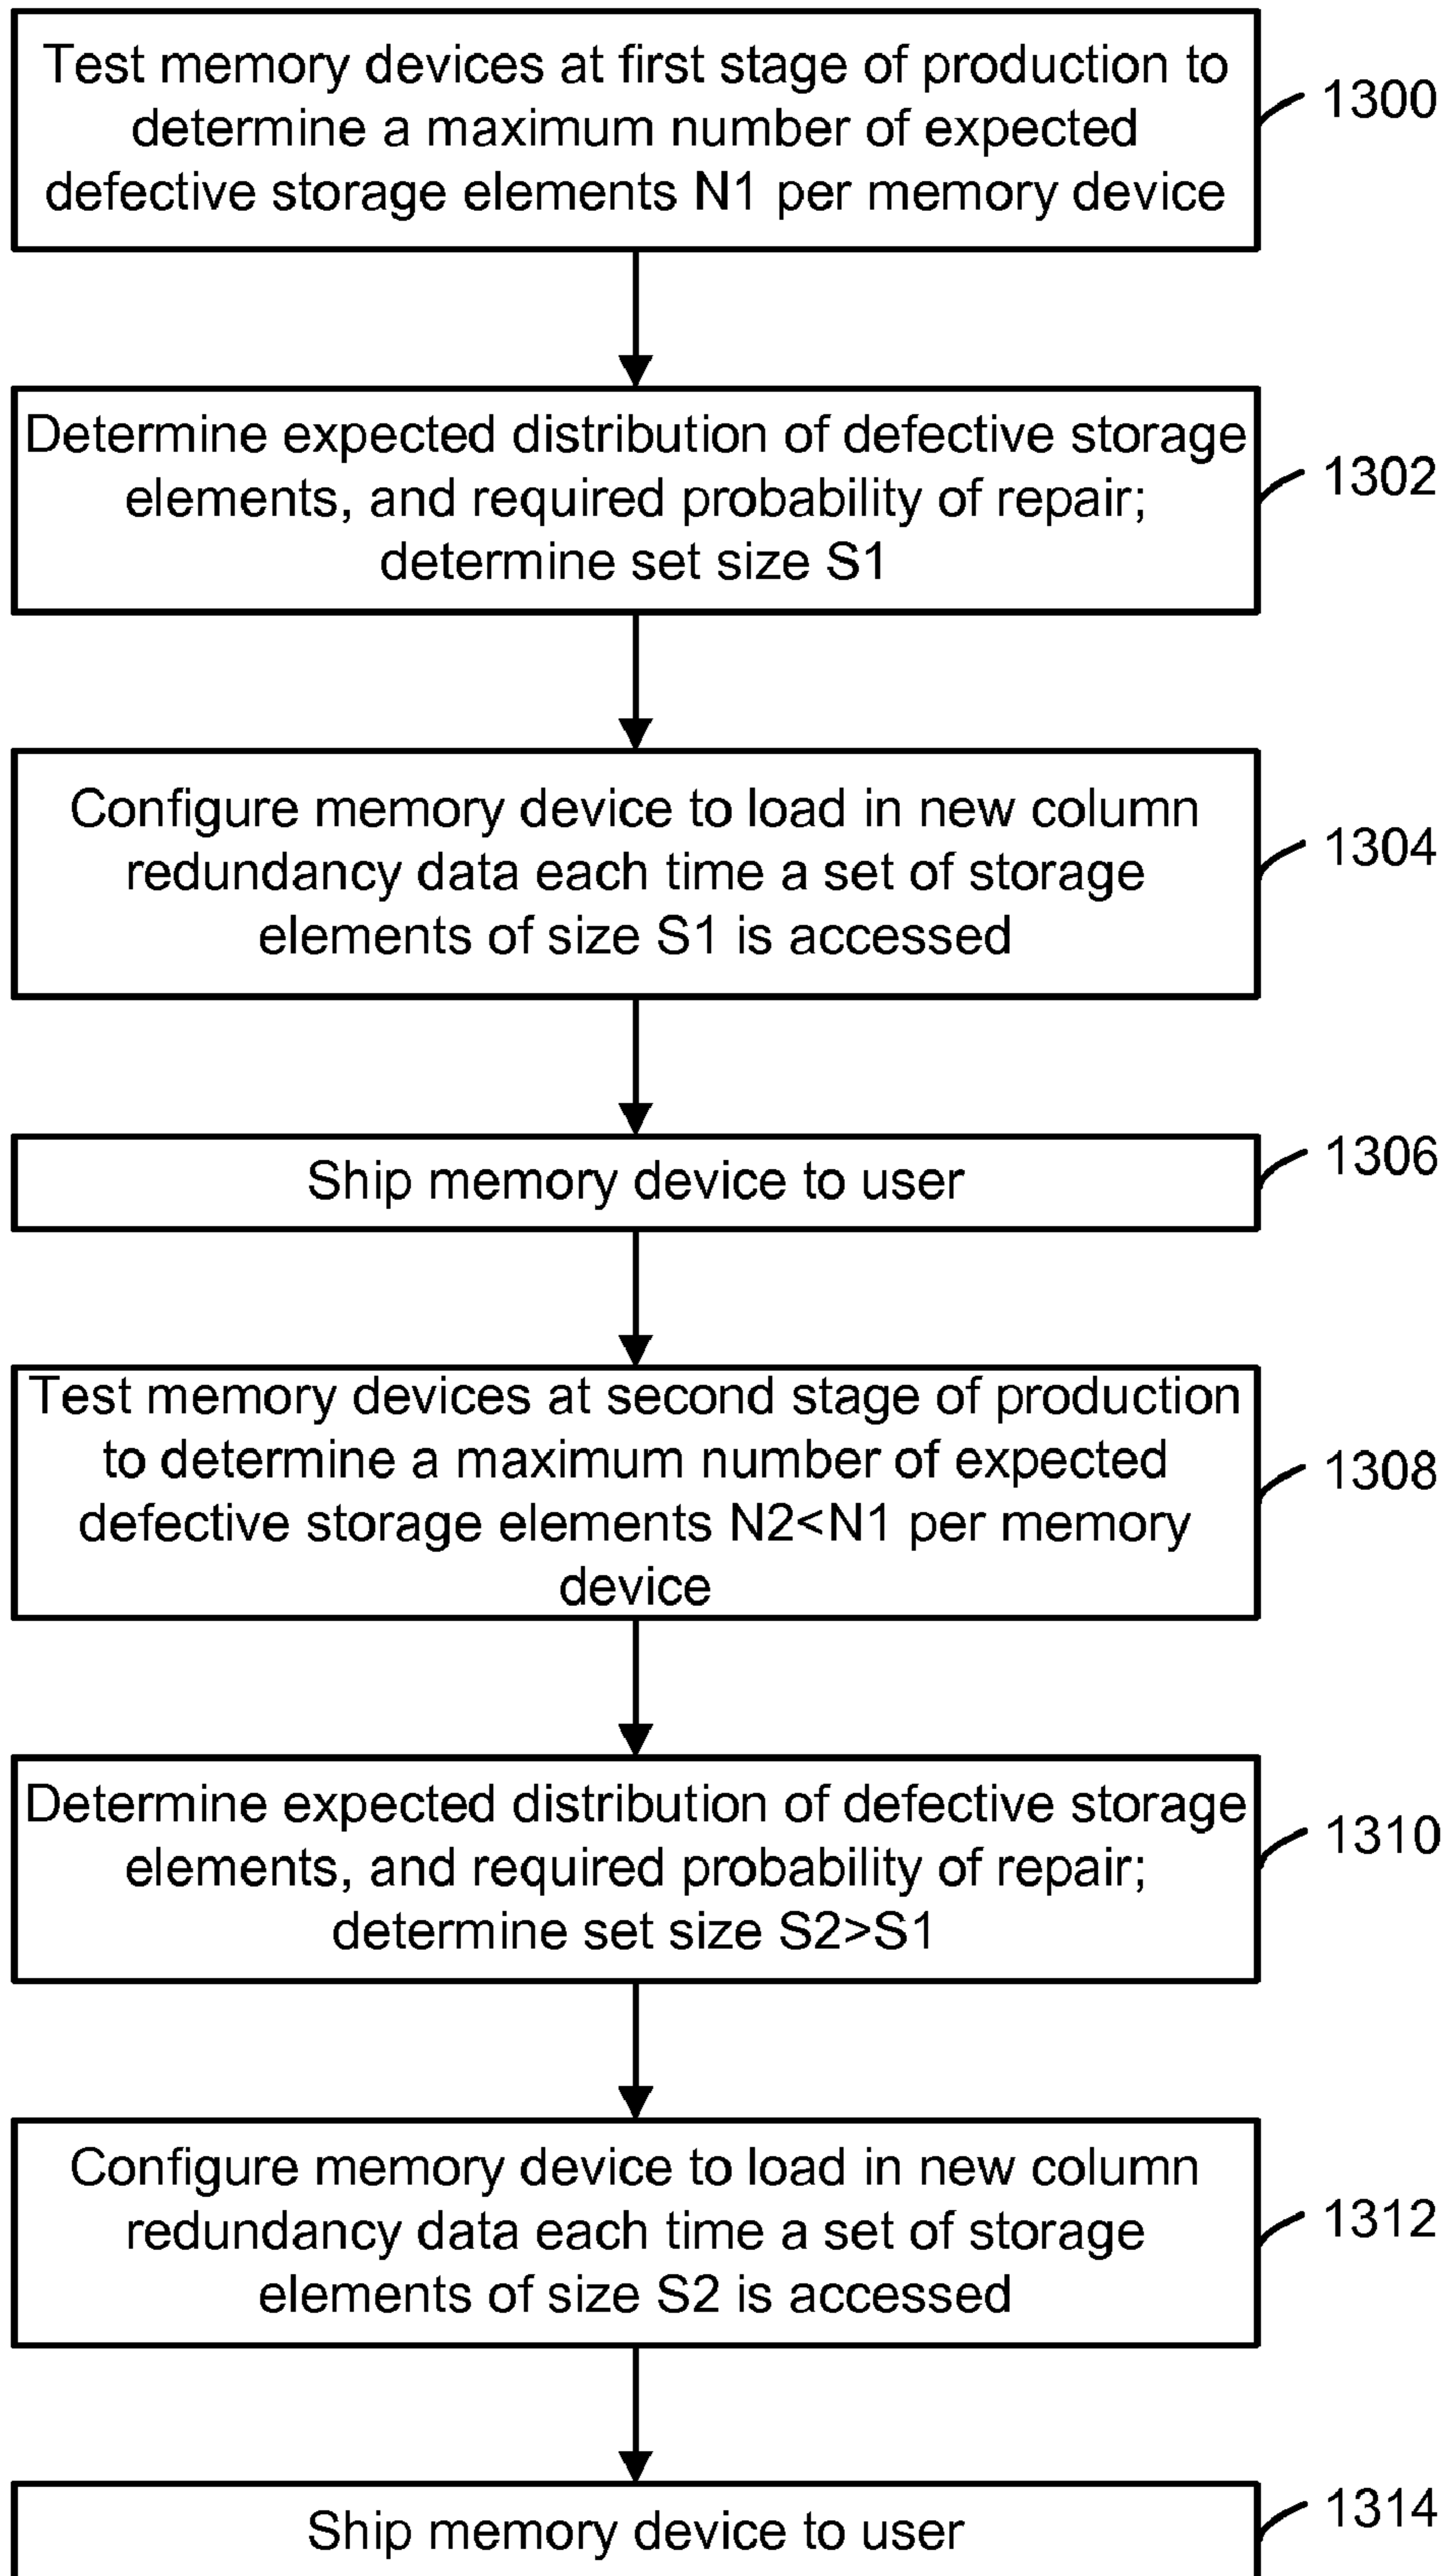 Test memory devices at first stage of production to
determine a maximum number of expected
defective storage elements N1 per memory device
1300
Determine expected distribution of defective storage
elements, and required probability of repair;
determine set size S1
1302
Configure memory device to load in new column
redundancy data each time a set of storage
elements of size S1 is accessed
1304
Ship memory device to user
1306
Test memory devices at second stage of production
to determine a maximum number of expected
defective storage elements N2<N1 per memory
device
1308
Determine expected distribution of defective storage
elements, and required probability of repair;
determine set size S2>S1
1310
Configure memory device to load in new column
redundancy data each time a set of storage
elements of size S2 is accessed
1312
Ship memory device to user
1314